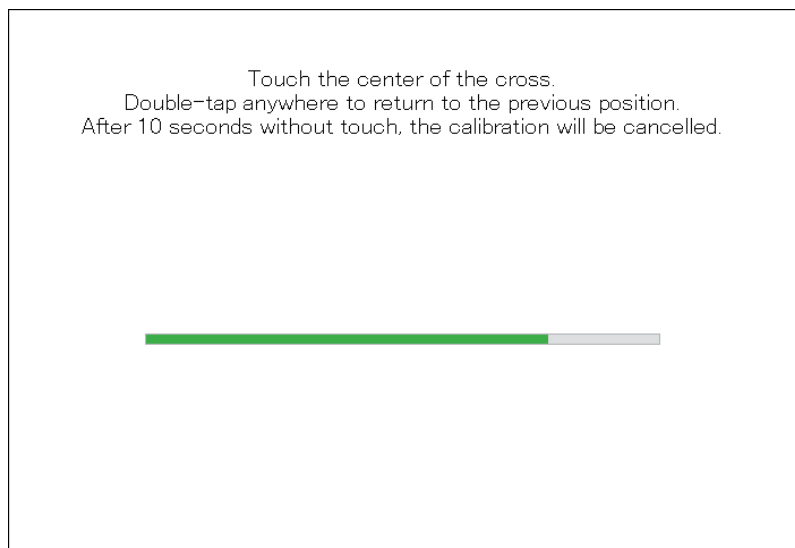 Touch the center of the cross.
Double-tap anywhere to return to the previous position.
After 10 seconds without touch, the calibration will be cancelled.